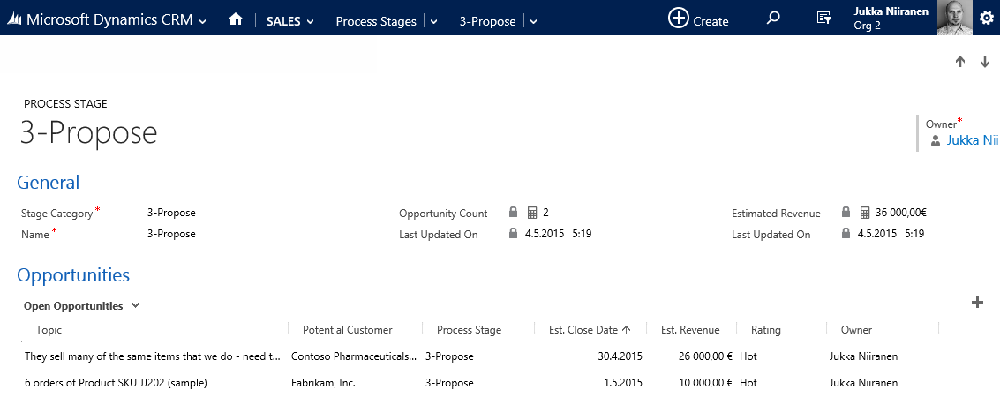 Microsoft Dynamics CRM SALES Process Stages 3-Propose Create Jukka Niiranen
Org 2
PROCESS STAGE
3-Propose
Owner*
Jukka Nii
General
Stage Category* 3-Propose Opportunity Count 2 Estimated Revenue 36 000,00€
Name* 3-Propose Last Updated On 4.5.2015 5:19 Last Updated On 4.5.2015 5:19
Opportunities
Open Opportunities
Topic Potential Customer Process Stage Est. Close Date Est. Revenue Rating Owner
They sell many of the same items that we do - need t... Contoso Pharmaceuticals... 3-Propose 30.4.2015 26 000,00 € Hot Jukka Niiranen
6 orders of Product SKU JJ202 (sample) Fabrikam, Inc. 3-Propose 1.5.2015 10 000,00 € Hot Jukka Niiranen